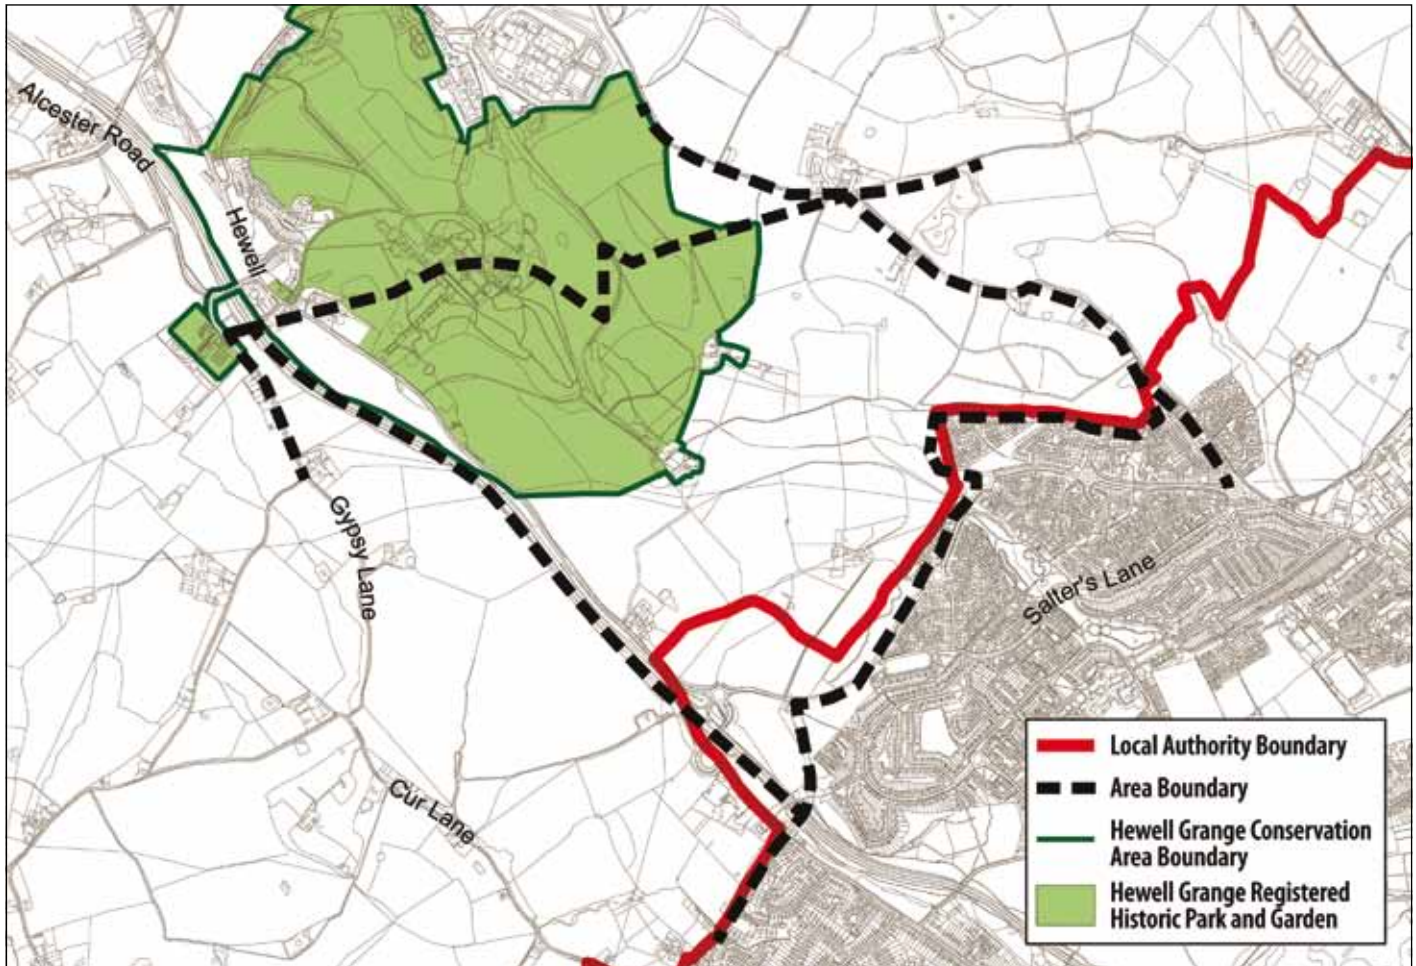 Alcester Road
Hewell
Gypsy Lane
Salter's Lane
Cur Lane
Local Authority Boundary
Area Boundary
Hewell Grange Conservation
Area Boundary
Hewell Grange Registered
Historic Park and Garden